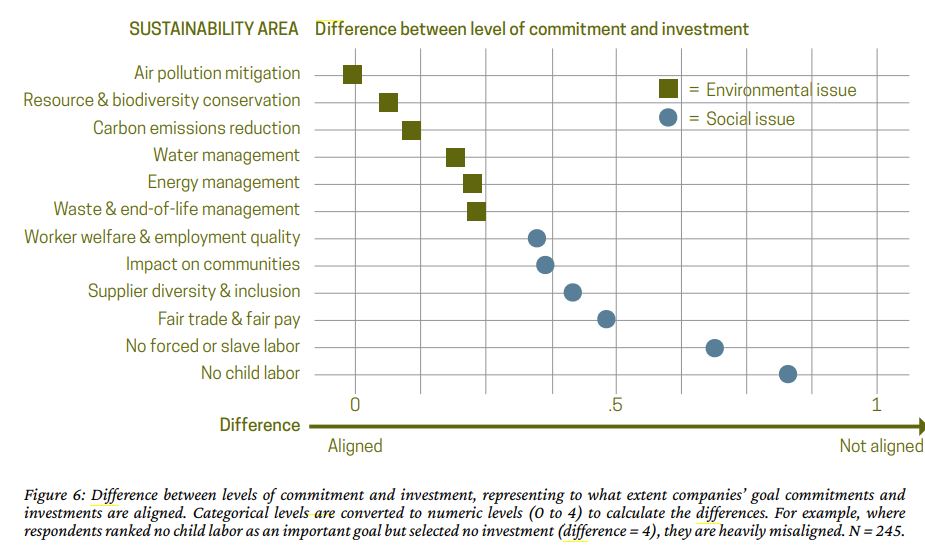 SUSTAINABILITY AREA Difference between level of commitment and investment
Air pollution mitigation
= Environmental issue
Resource & biodiversity conservation
= Social issue
Carbon emissions reduction
Water management
Energy management
Waste & end-of-life management
Worker welfare & employment quality
Impact on communities
Supplier diversity & inclusion
Fair trade & fair pay
No forced or slave labor
No child labor
0 .5 1
Difference
Aligned Not aligned
Figure 6: Difference between levels of commitment and investment, representing to what extent companies’ goal commitments and
investments are aligned. Categorical levels are converted to numeric levels (0 to 4) to calculate the differences. For example, where
respondents ranked no child labor as an important goal but selected no investment (difference = 4), they are heavily misaligned. N = 245.